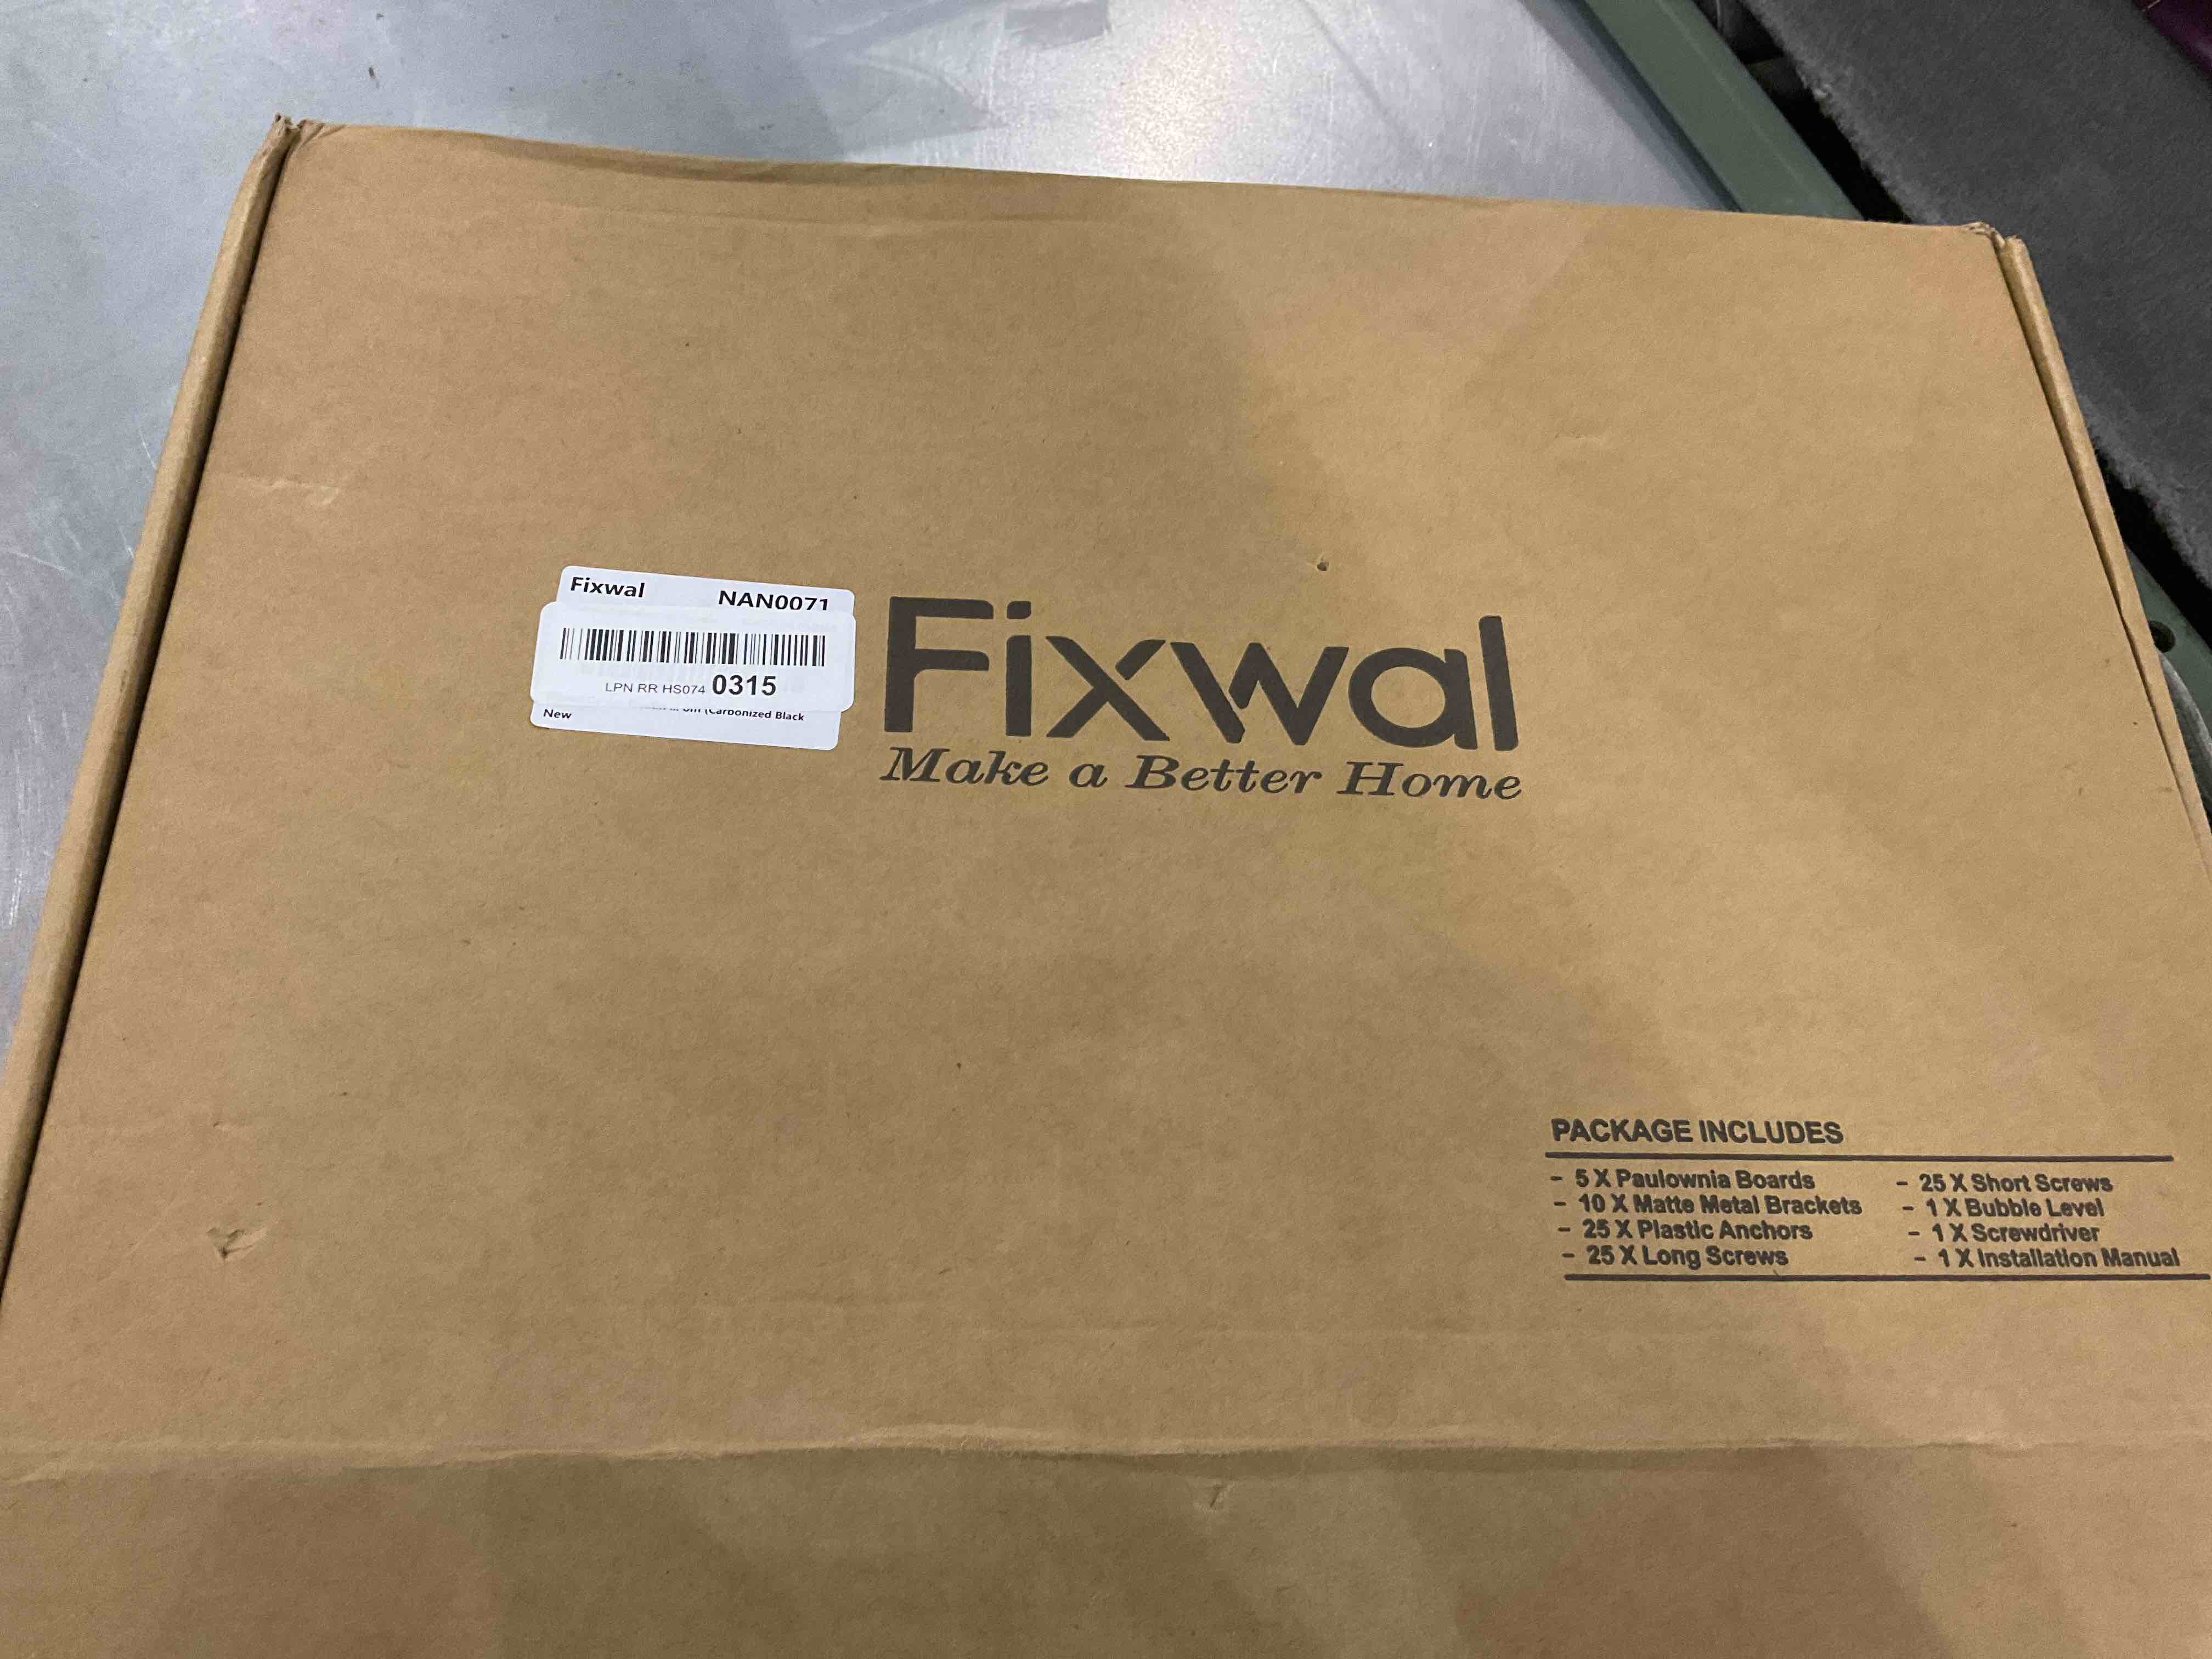 Fixwal NAN0071
LPN RR HS074 0315
(Carbonized Black
New
Fixwal
Make a Better Home
PACKAGE INCLUDES
- 5 X Paulownia Boards
- 10 X Matte Metal Brackets
- 25 X Plastic Anchors
- 25 X Long Screws
- 25 X Short Screws
- 1 X Bubble Level
- 1 X Screwdriver
- 1 X Installation Manual